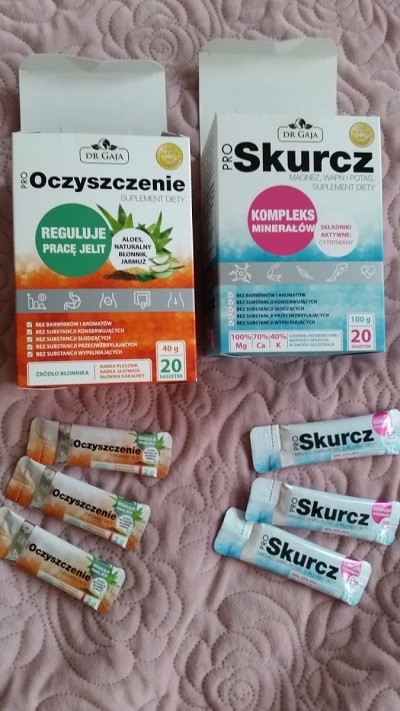 DR GAJA
PRO
Oczyszczenie
SUPLEMENT DIETY
REGULUJE
PRACĘ JELIT
ALOES,
NATURALNY
BŁONNIK,
JARMUŻ
BEZ BARWNIKÓW I AROMATÓW
BEZ SUBSTANCJI KONSERWUJĄCYCH
BEZ SUBSTANCJI SŁODZĄCYCH
BEZ SUBSTANCJI PRZECIWZBRYLAJĄCYCH
BEZ SUBSTANCJI WYPEŁNIAJĄCYCH
ŹRÓDŁO BŁONNIKA
BABKA PŁESZNIK
BABKA JAJOWATA
BŁONNIK KAKAOWY
40 g
20
SASZETEK
DR GAJA
PRO
Skurcz
MAGNEZ, WAPŃ I POTAS,
SUPLEMENT DIETY
KOMPLEKS
MINERAŁÓW
SKŁADNIKI
AKTYWNE:
CYTRYNIANY
BEZ BARWNIKÓW I AROMATÓW
BEZ SUBSTANCJI KONSERWUJĄCYCH
BEZ SUBSTANCJI SŁODZĄCYCH
BEZ SUBSTANCJI PRZECIWZBRYLAJĄCYCH
BEZ SUBSTANCJI WYPEŁNIAJĄCYCH
100% 70% 40%
Mg Ca K
100 g
20
SASZETEK
PRO
Oczyszczenie
PRO
Oczyszczenie
PRO
Oczyszczenie
PRO
Skurcz
PRO
Skurcz
PRO
Skurcz